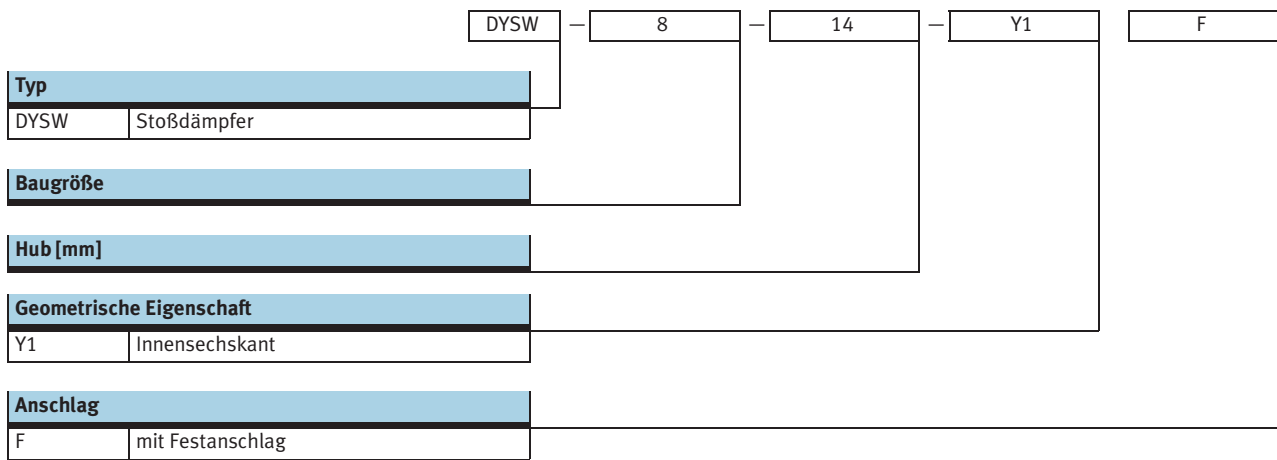 DYSW — 8 — 14 — Y1 F
Typ
DYSW Stoßdämpfer
Baugröße
Hub [mm]
Geometrische Eigenschaft
Y1 Innensechskant
Anschlag
F mit Festanschlag